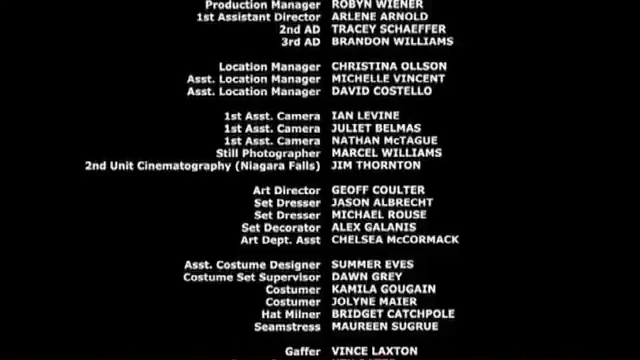 Production Manager ROBYN WIENER
1st Assistant Director ARLENE ARNOLD
2nd AD TRACEY SCHAEFFER
3rd AD BRANDON WILLIAMS
Location Manager CHRISTINA OLLSON
Asst. Location Manager MICHELLE VINCENT
Asst. Location Manager DAVID COSTELLO
1st Asst. Camera IAN LEVINE
1st Asst. Camera JULIET BELMAS
1st Asst. Camera NATHAN McTAGUE
Still Photographer MARCEL WILLIAMS
2nd Unit Cinematography (Niagara Falls) JIM THORNTON
Art Director GEOFF COULTER
Set Dresser JASON ALBRECHT
Set Dresser MICHAEL ROUSE
Set Decorator ALEX GALANIS
Art Dept. Asst CHELSEA McCORMACK
Asst. Costume Designer SUMMER EVES
Costume Set Supervisor DAWN GREY
Costumer KAMILA GOUGAIN
Costumer JOLYNE MAIER
Hat Milner BRIDGET CATCHPOLE
Seamstress MAUREEN SUGRUE
Gaffer VINCE LAXTON